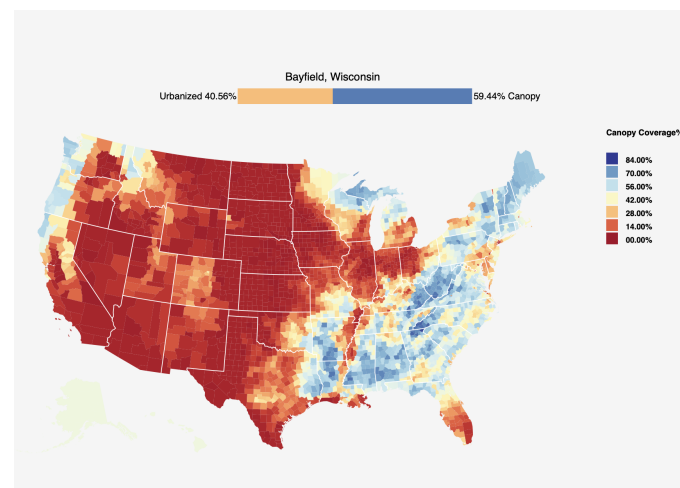 Bayfield, Wisconsin
Urbanized 40.56% 59.44% Canopy
Canopy Coverage%
84.00%
70.00%
56.00%
42.00%
28.00%
14.00%
00.00%